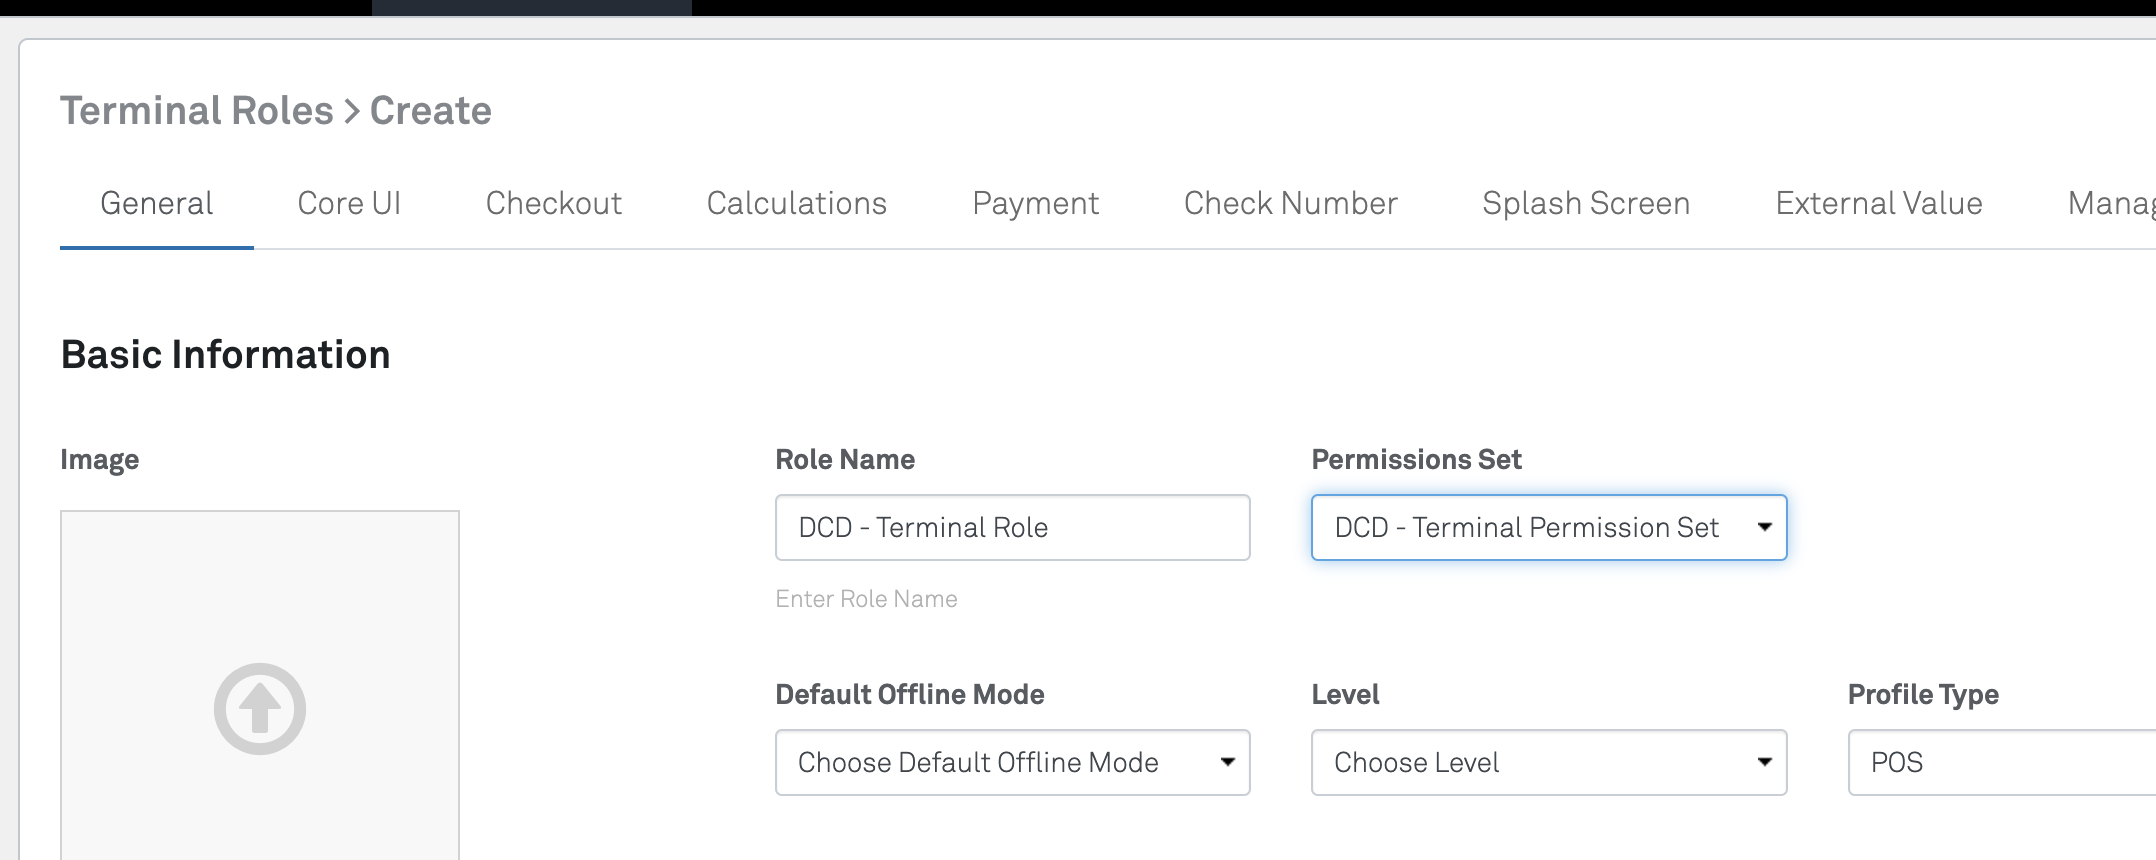 Terminal Roles > Create
General Core UI Checkout Calculations Payment Check Number Splash Screen External Value
Basic Information
Image
Role Name Permissions Set
DCD - Terminal Role DCD - Terminal Permission Set
Enter Role Name
Default Offline Mode Level Profile Type
Choose Default Offline Mode Choose Level POS